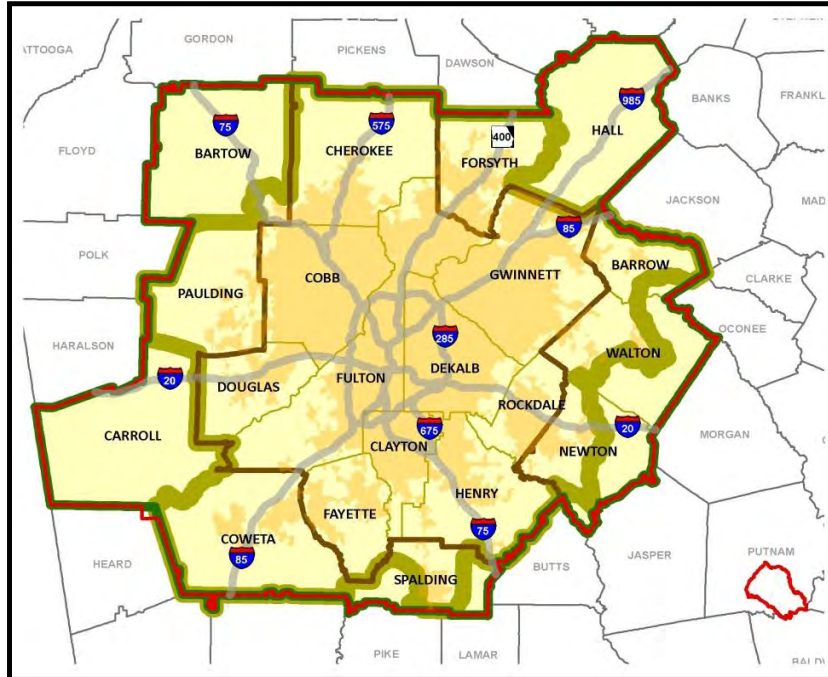 GORDON
PICKENS
DAWSON
ATTOOGA
BANKS
FRANKL
985
75
575
HALL
BARTOW
CHEROKEE
400
FORSYTH
FLOYD
JACKSON
MAD
85
POLK
COBB
GWINNETT
BARROW
PAULDING
CLARKE
OCONEE
285
HARALSON
WALTON
20
DOUGLAS
FULTON
DEKALB
ROCKDALE
CARROLL
675
20
CLAYTON
MORGAN
NEWTON
HENRY
FAYETTE
75
COWETA
85
HEARD
SPALDING
BUTTS
JASPER
PUTNAM
PIKE
LAMAR